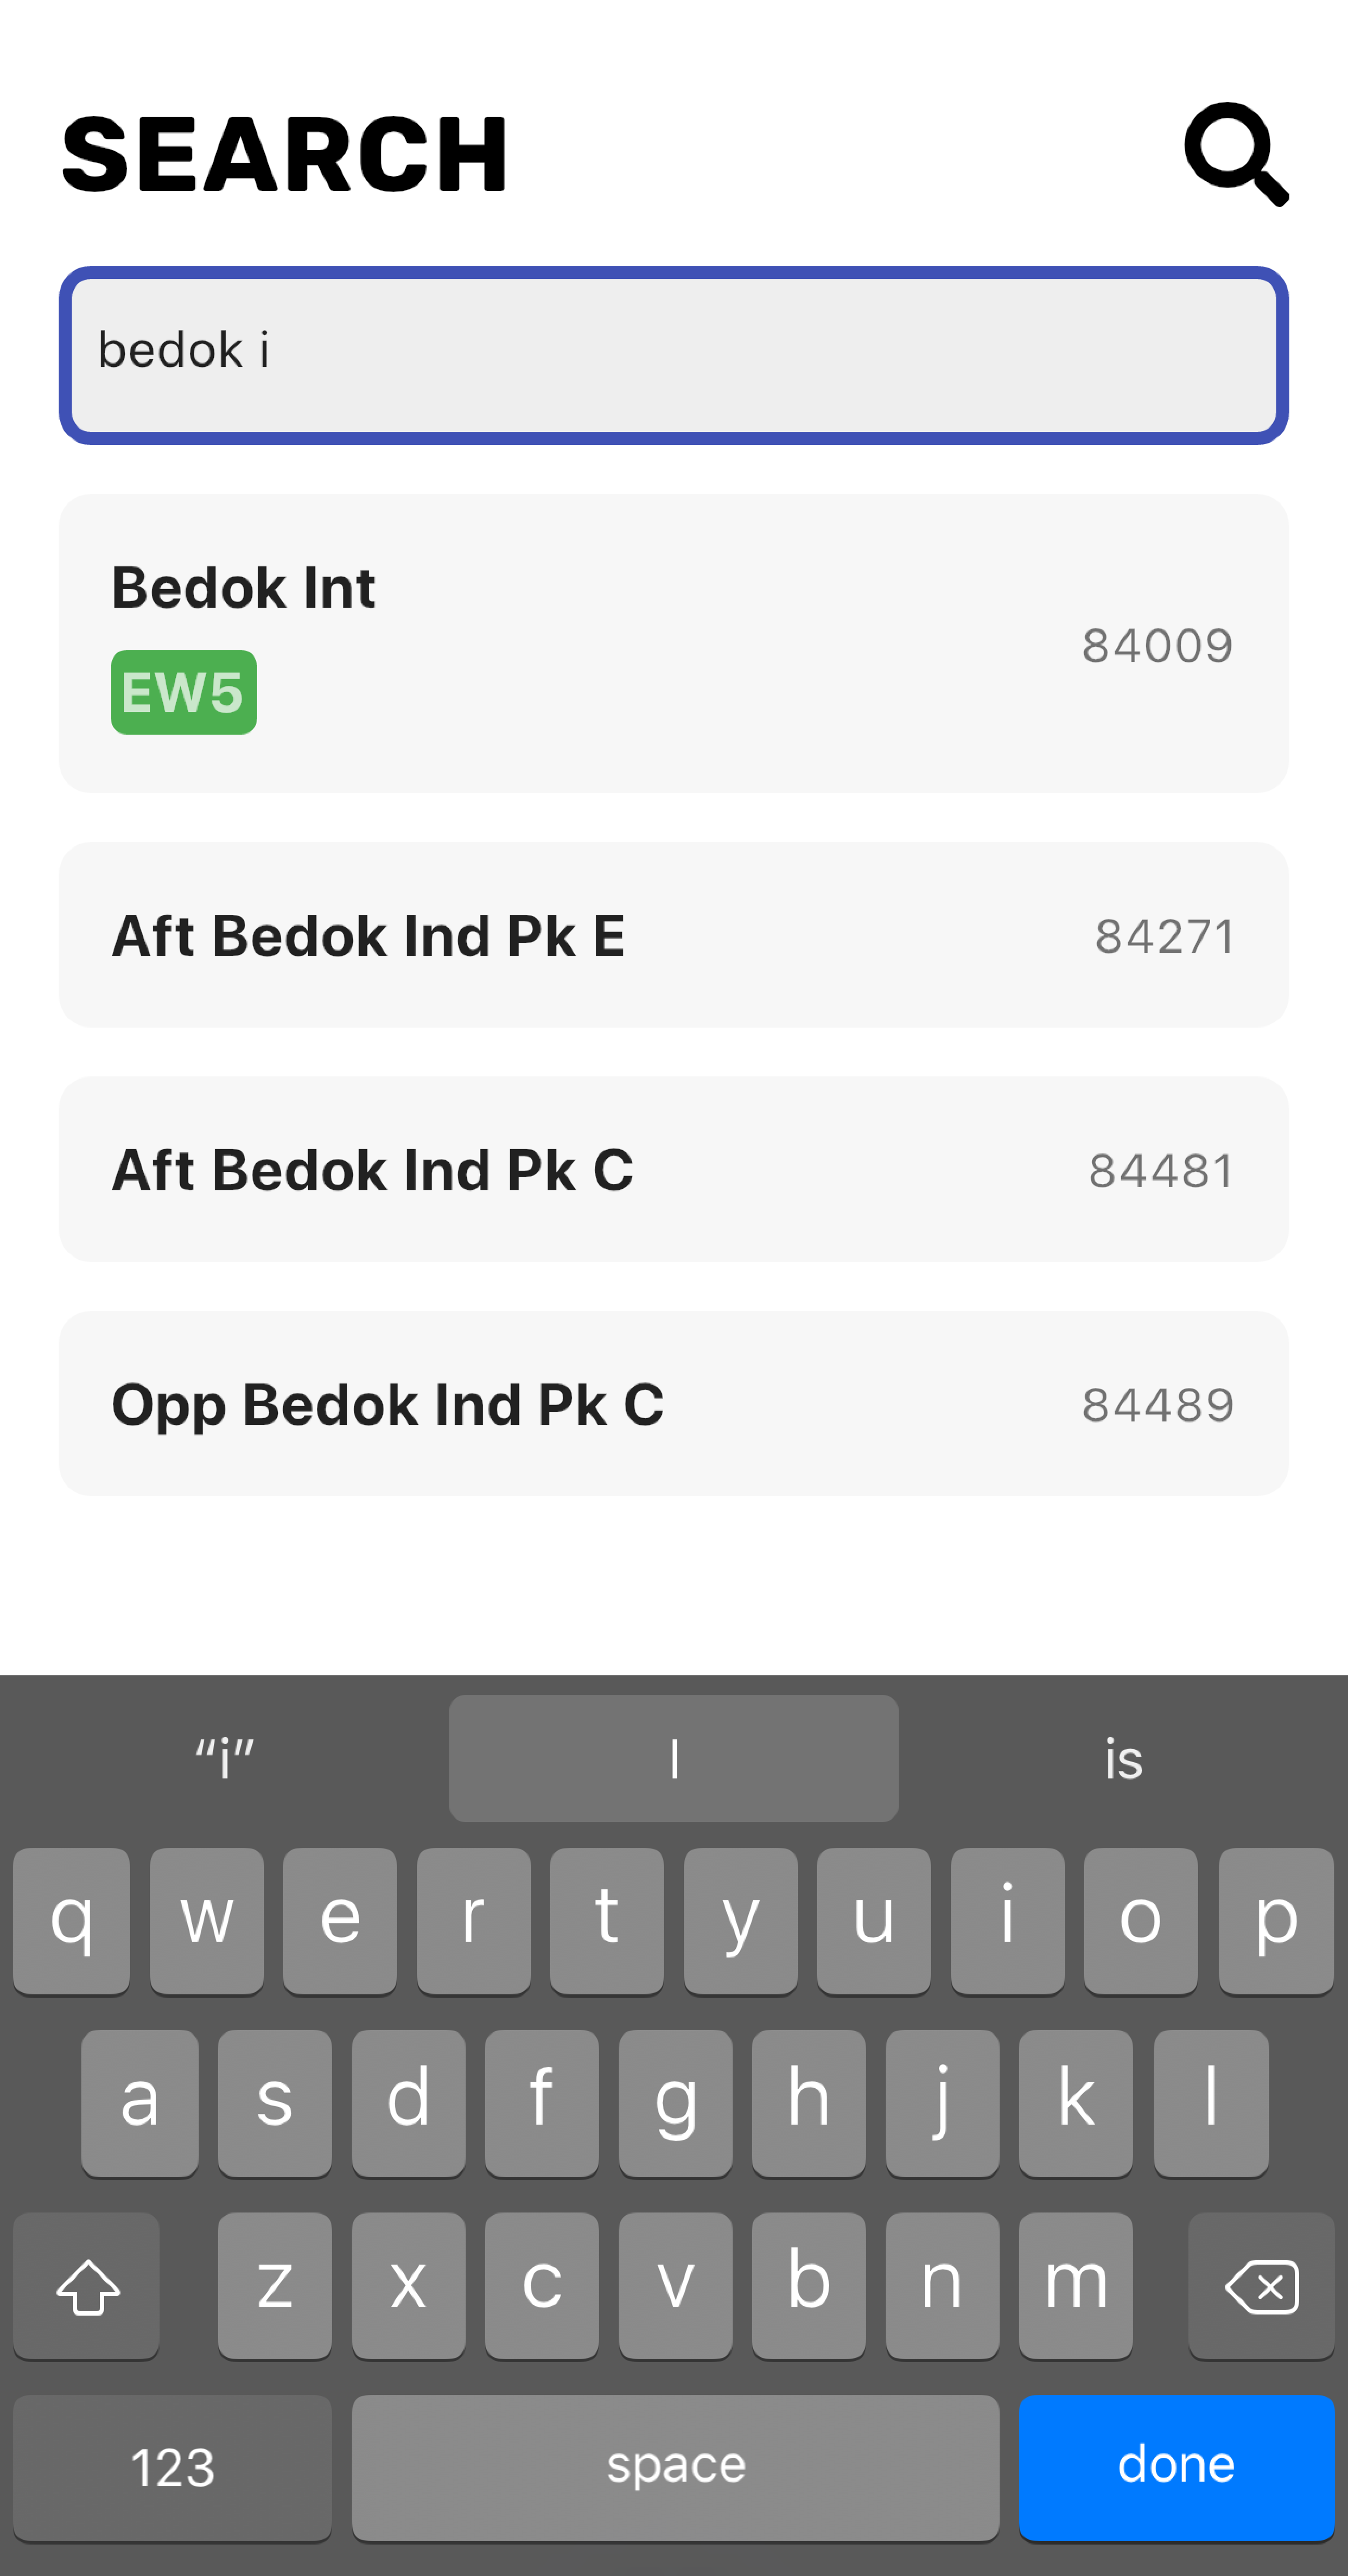 SEARCH
bedok i
Bedok Int
84009
EW5
Aft Bedok Ind Pk E
84271
Aft Bedok Ind Pk C
84481
Opp Bedok Ind Pk C
84489
“i” I is
q w e r t y u i o p
a s d f g h j k l
z x c v b n m
123 space done